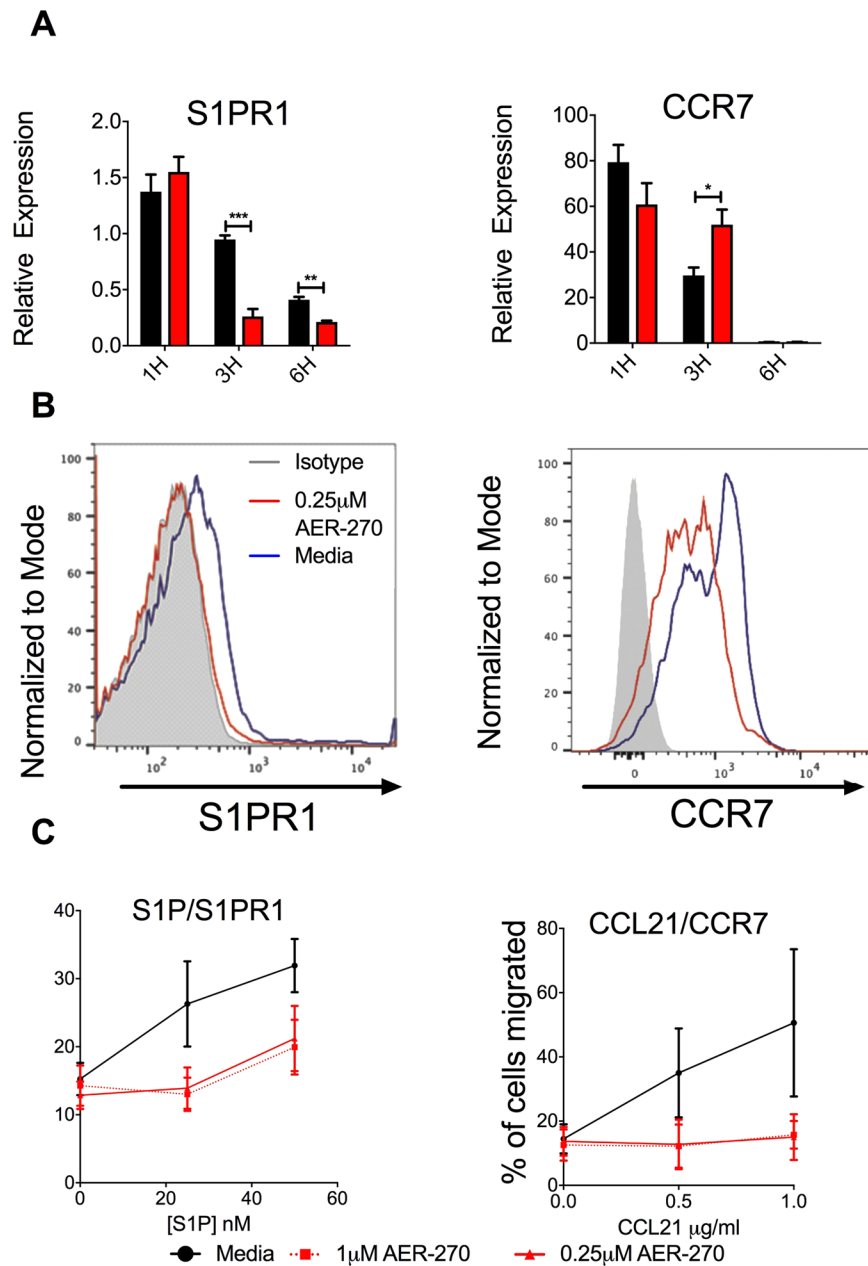 A
S1PR1
Relative Expression
2.0
1.5
1.0
0.5
0.0
***
**
1H
3H
6H
CCR7
Relative Expression
100
80
60
40
20
0
*
1H
3H
6H
B
Normalized to Mode
100
80
60
40
20
0
Isotype
0.25μM
AER-270
Media
10²
10³
10⁴
S1PR1
Normalized to Mode
100
80
60
40
20
0
0
10³
10⁴
CCR7
C
S1P/S1PR1
40
30
20
10
0
0
20
40
60
[S1P] nM
CCL21/CCR7
% of cells migrated
80
60
40
20
0
0.0
0.5
1.0
CCL21 μg/ml
Media
1μM AER-270
0.25μM AER-270